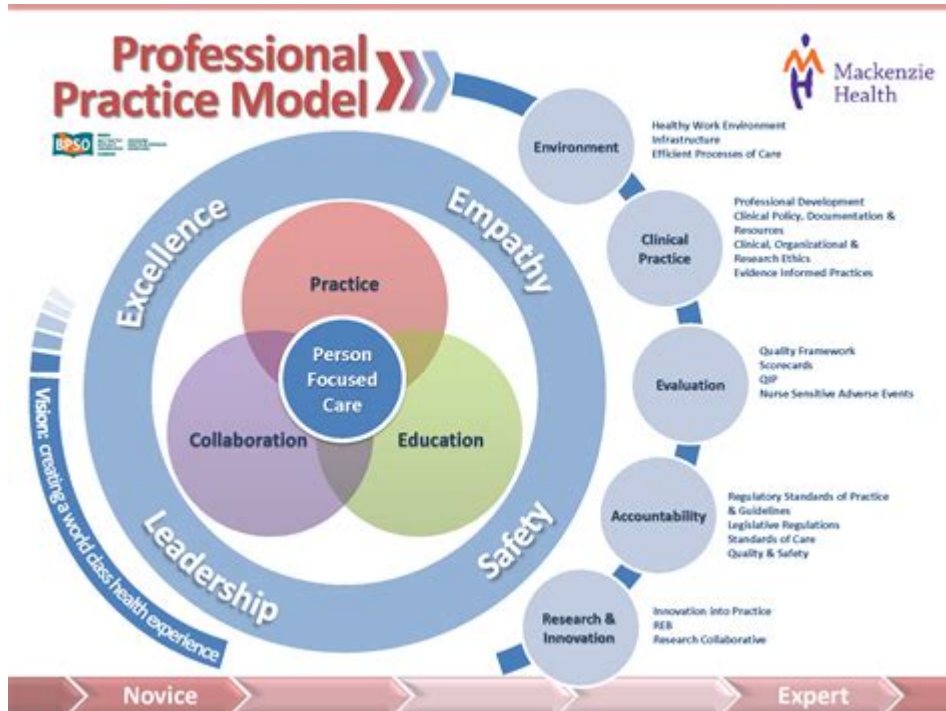 Professional
Practice Model
BPSO
Mackenzie
Health
Excellence
Empathy
Leadership
Safety
Practice
Person
Focused
Care
Collaboration
Education
Vision: creating a world class health experience
Environment
Healthy Work Environment
Infrastructure
Efficient Processes of Care
Clinical
Practice
Professional Development
Clinical Policy, Documentation &
Resources
Clinical, Organizational &
Research Ethics
Evidence Informed Practices
Evaluation
Quality Framework
Scorecards
QIP
Nurse Sensitive Adverse Events
Accountability
Regulatory Standards of Practice
& Guidelines
Legislative Regulations
Standards of Care
Quality & Safety
Research &
Innovation
Innovation into Practice
REB
Research Collaborative
Novice
Expert